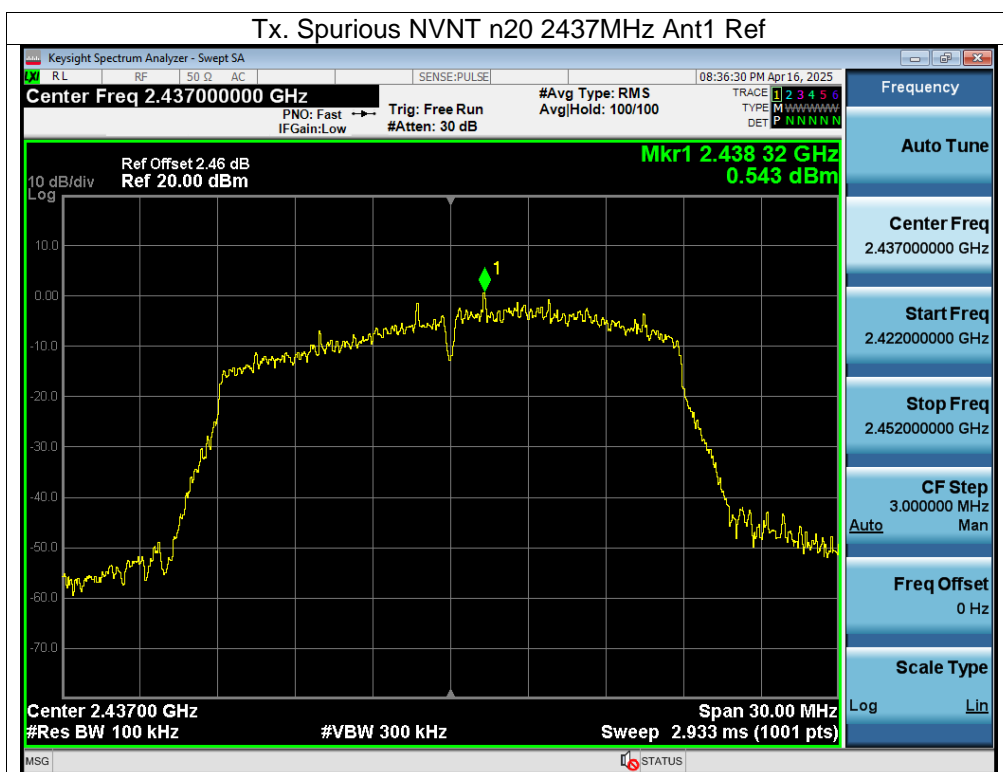 Tx. Spurious NVNT n20 2437MHz Ant1 Ref
Keysight Spectrum Analyzer - Swept SA
LXI RL RF 50 Ω AC SENSE:PULSE 08:36:30 PM Apr 16, 2025
Center Freq 2.437000000 GHz
PNO: Fast
IFGain:Low
Trig: Free Run
#Atten: 30 dB
#Avg Type: RMS
Avg|Hold: 100/100
TRACE 1 2 3 4 5 6
TYPE M WWWWW
DET P N N N N N
Mkr1 2.438 32 GHz
0.543 dBm
Ref Offset 2.46 dB
10 dB/div Ref 20.00 dBm
Log
10.0
1
0.00
-10.0
-20.0
-30.0
-40.0
-50.0
-60.0
-70.0
Center 2.43700 GHz Span 30.00 MHz
#Res BW 100 kHz #VBW 300 kHz Sweep 2.933 ms (1001 pts)
MSG STATUS
Frequency
Auto Tune
Center Freq
2.437000000 GHz
Start Freq
2.422000000 GHz
Stop Freq
2.452000000 GHz
CF Step
3.000000 MHz
Auto Man
Freq Offset
0 Hz
Scale Type
Log Lin